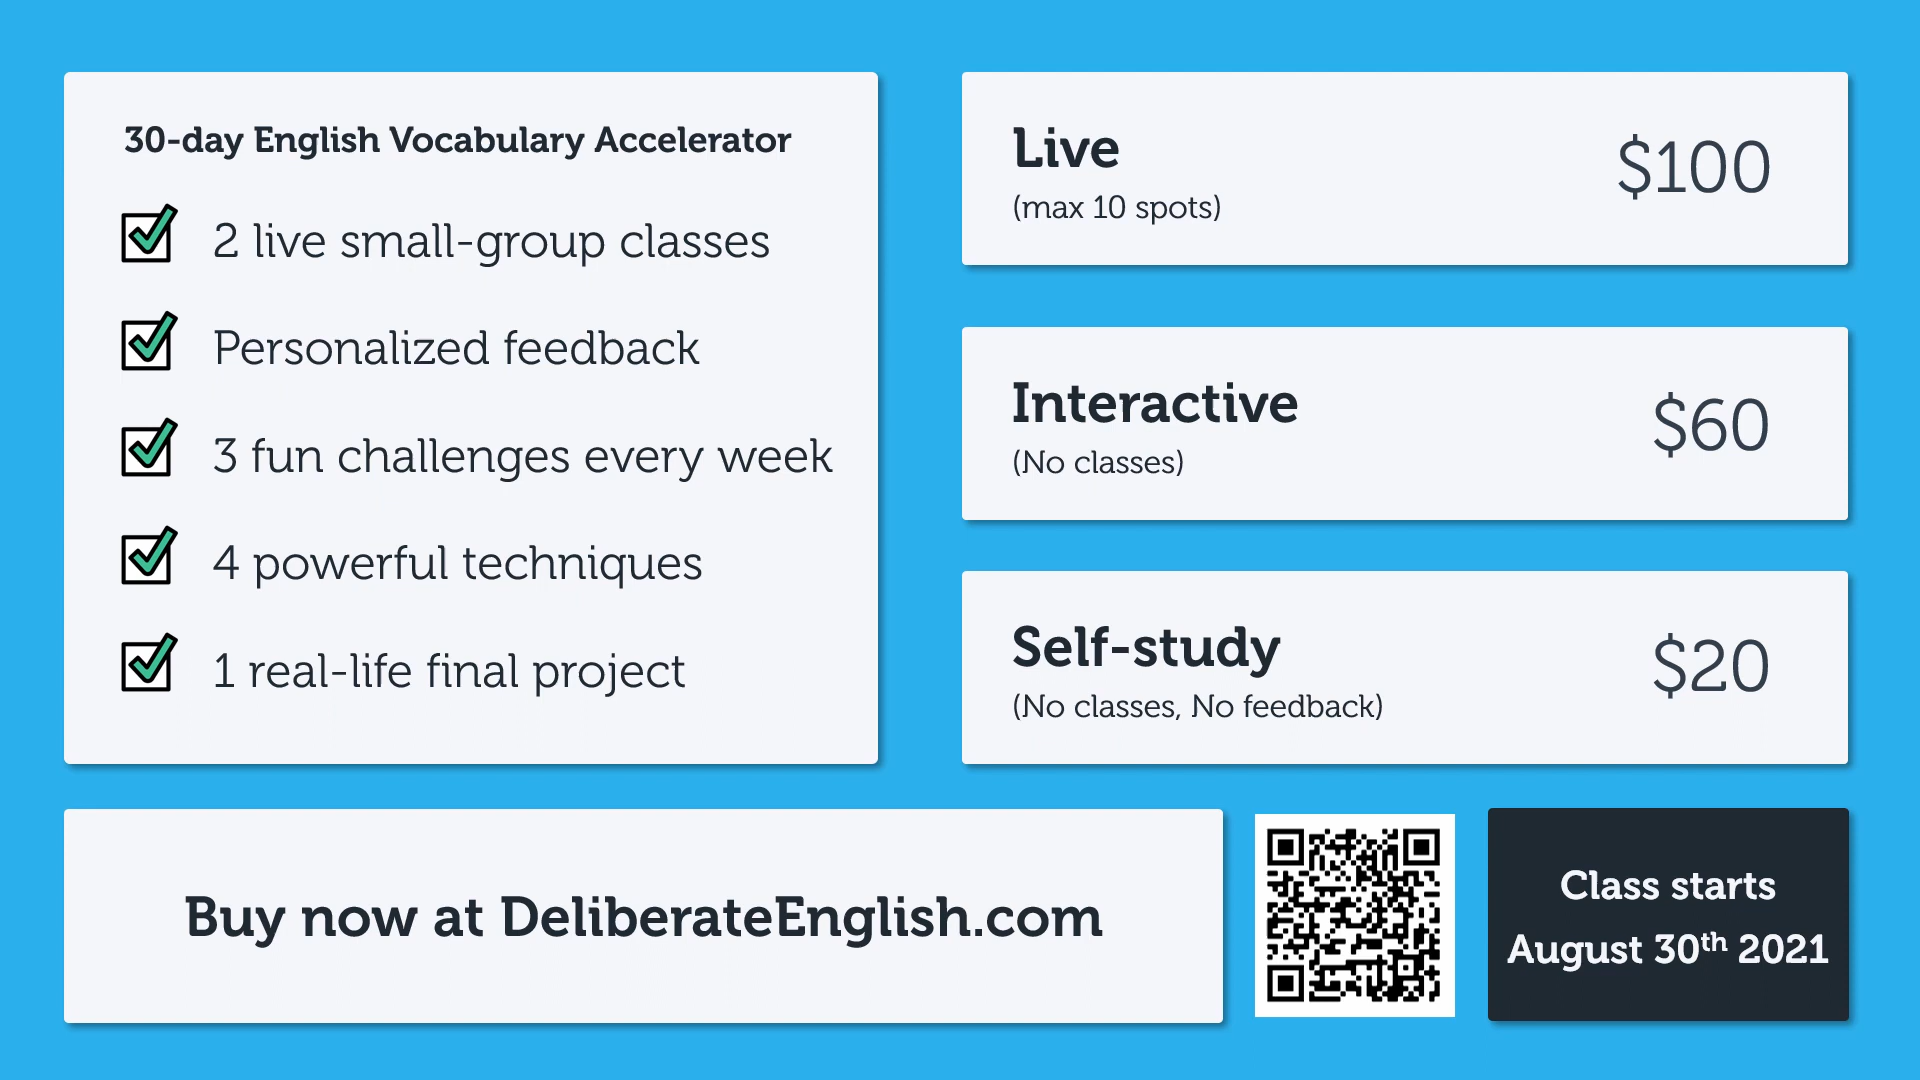 30-day English Vocabulary Accelerator
2 live small-group classes
Personalized feedback
3 fun challenges every week
4 powerful techniques
1 real-life final project
Live
(max 10 spots)
$100
Interactive
(No classes)
$60
Self-study
(No classes, No feedback)
$20
Buy now at DeliberateEnglish.com
Class starts
August 30th 2021